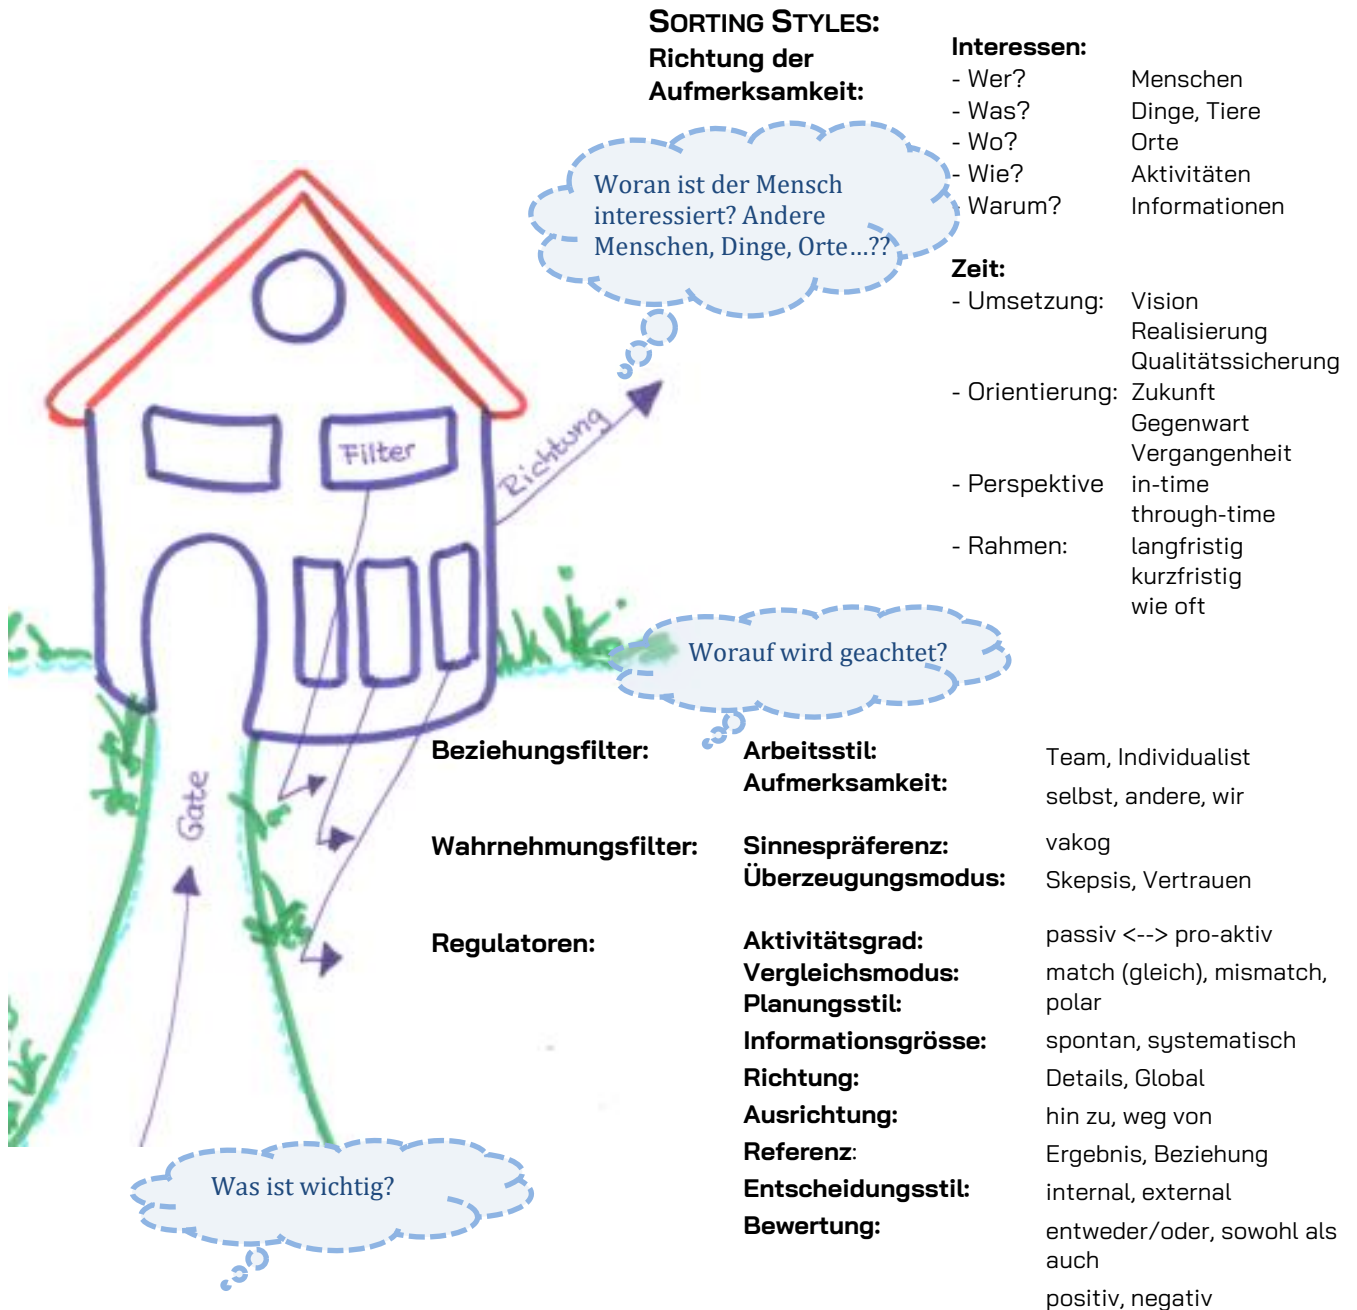 SORTING STYLES:
Richtung der
Aufmerksamkeit:
Interessen:
- Wer? Menschen
- Was? Dinge, Tiere
- Wo? Orte
- Wie? Aktivitäten
- Warum? Informationen
Woran ist der Mensch
interessiert? Andere
Menschen, Dinge, Orte...??
Zeit:
- Umsetzung: Vision
Realisierung
Qualitätssicherung
- Orientierung: Zukunft
Gegenwart
Vergangenheit
- Perspektive in-time
through-time
- Rahmen: langfristig
kurzfristig
wie oft
Filter
Richtung
Gate
Worauf wird geachtet?
Beziehungsfilter: Arbeitsstil: Team, Individualist
Aufmerksamkeit: selbst, andere, wir
Wahrnehmungsfilter: Sinnespräferenz: vakog
Überzeugungsmodus: Skepsis, Vertrauen
Regulatoren: Aktivitätsgrad: passiv <--> pro-aktiv
Vergleichsmodus: match (gleich), mismatch,
Planungsstil: polar
Informationsgrösse: spontan, systematisch
Richtung: Details, Global
Ausrichtung: hin zu, weg von
Referenz: Ergebnis, Beziehung
Entscheidungsstil: internal, external
Bewertung: entweder/oder, sowohl als
auch
positiv, negativ
Was ist wichtig?